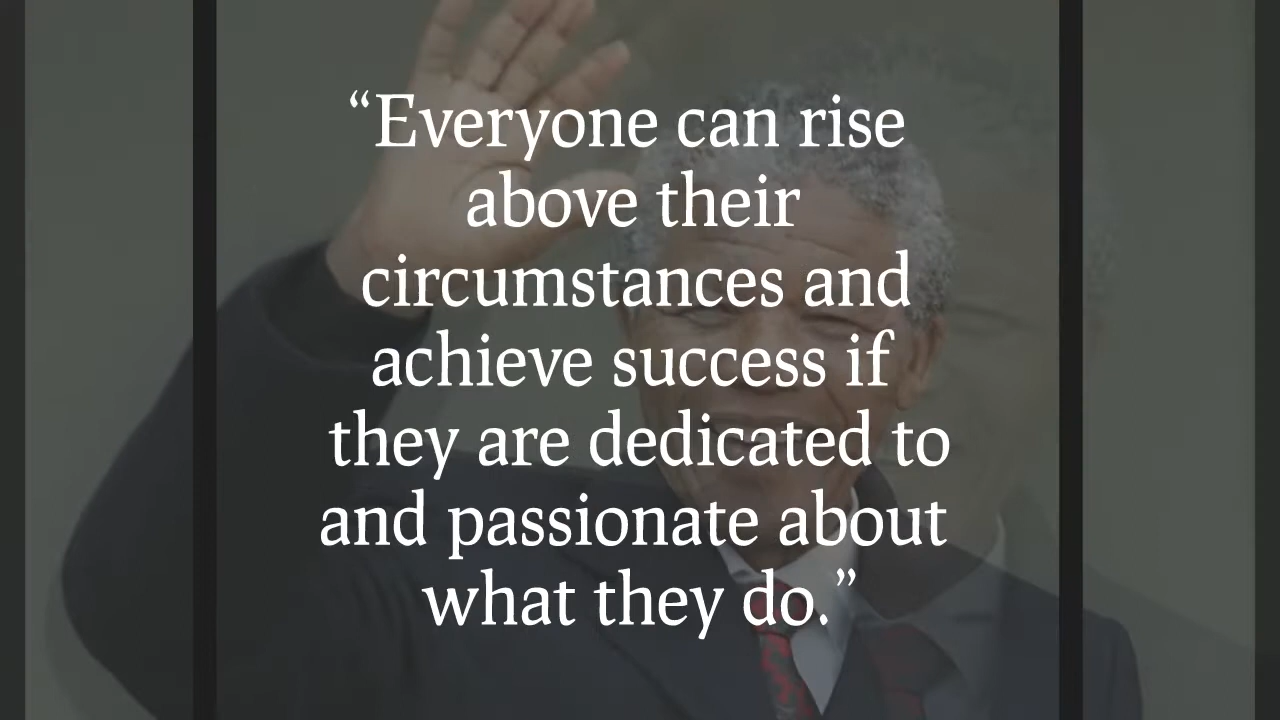 “Everyone can rise
above their
circumstances and
achieve success if
they are dedicated to
and passionate about
what they do.”